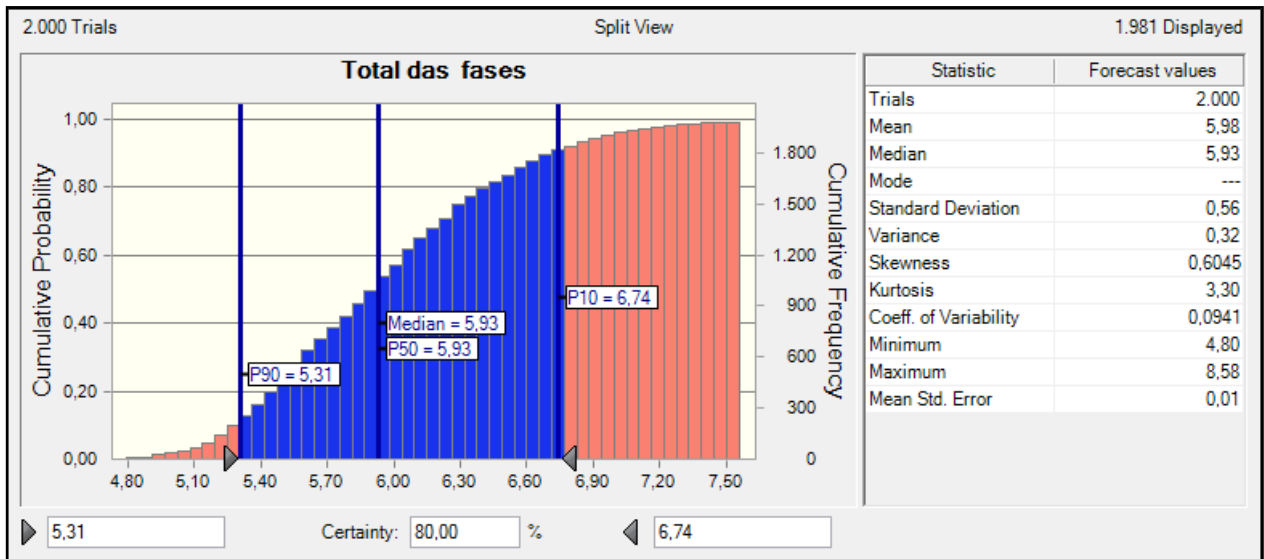 2.000 Trials Split View 1.981 Displayed
Total das fases
Cumulative Probability
1,00
0,80
0,60
0,40
0,20
0,00
P90 = 5,31
Median = 5,93
P50 = 5,93
P10 = 6,74
1.800
1.500
1.200
900
600
300
0
Cumulative Frequency
4,80 5,10 5,40 5,70 6,00 6,30 6,60 6,90 7,20 7,50
Statistic Forecast values
Trials 2.000
Mean 5,98
Median 5,93
Mode ---
Standard Deviation 0,56
Variance 0,32
Skewness 0,6045
Kurtosis 3,30
Coeff. of Variability 0,0941
Minimum 4,80
Maximum 8,58
Mean Std. Error 0,01
5,31 Certainty: 80,00 % 6,74